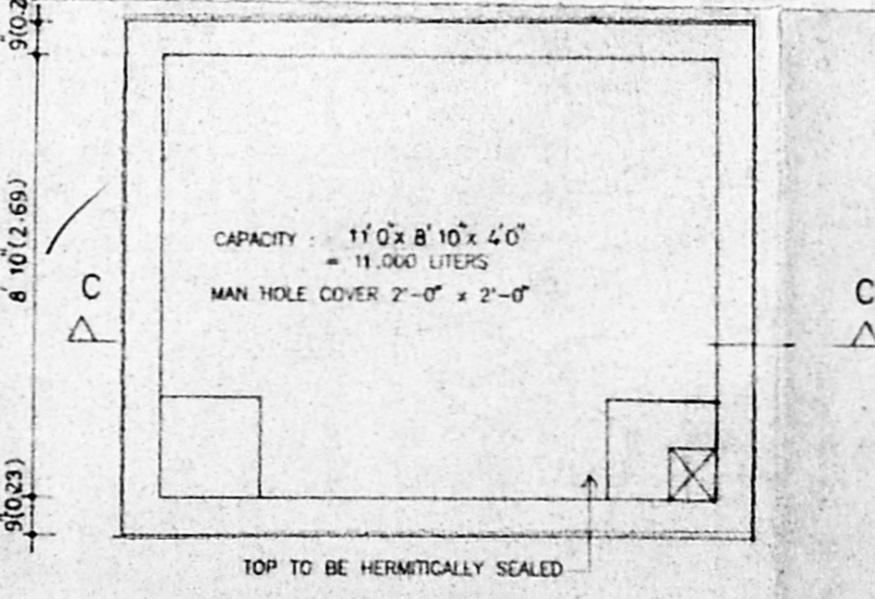 9"(0.2
8' 10"(2.69)
9"(0.23)
C
C
CAPACITY : 11' 0" x 8' 10" x 4' 0"
= 11,000 LITERS
MAN HOLE COVER 2'-0" x 2'-0"
TOP TO BE HERMITICALLY SEALED